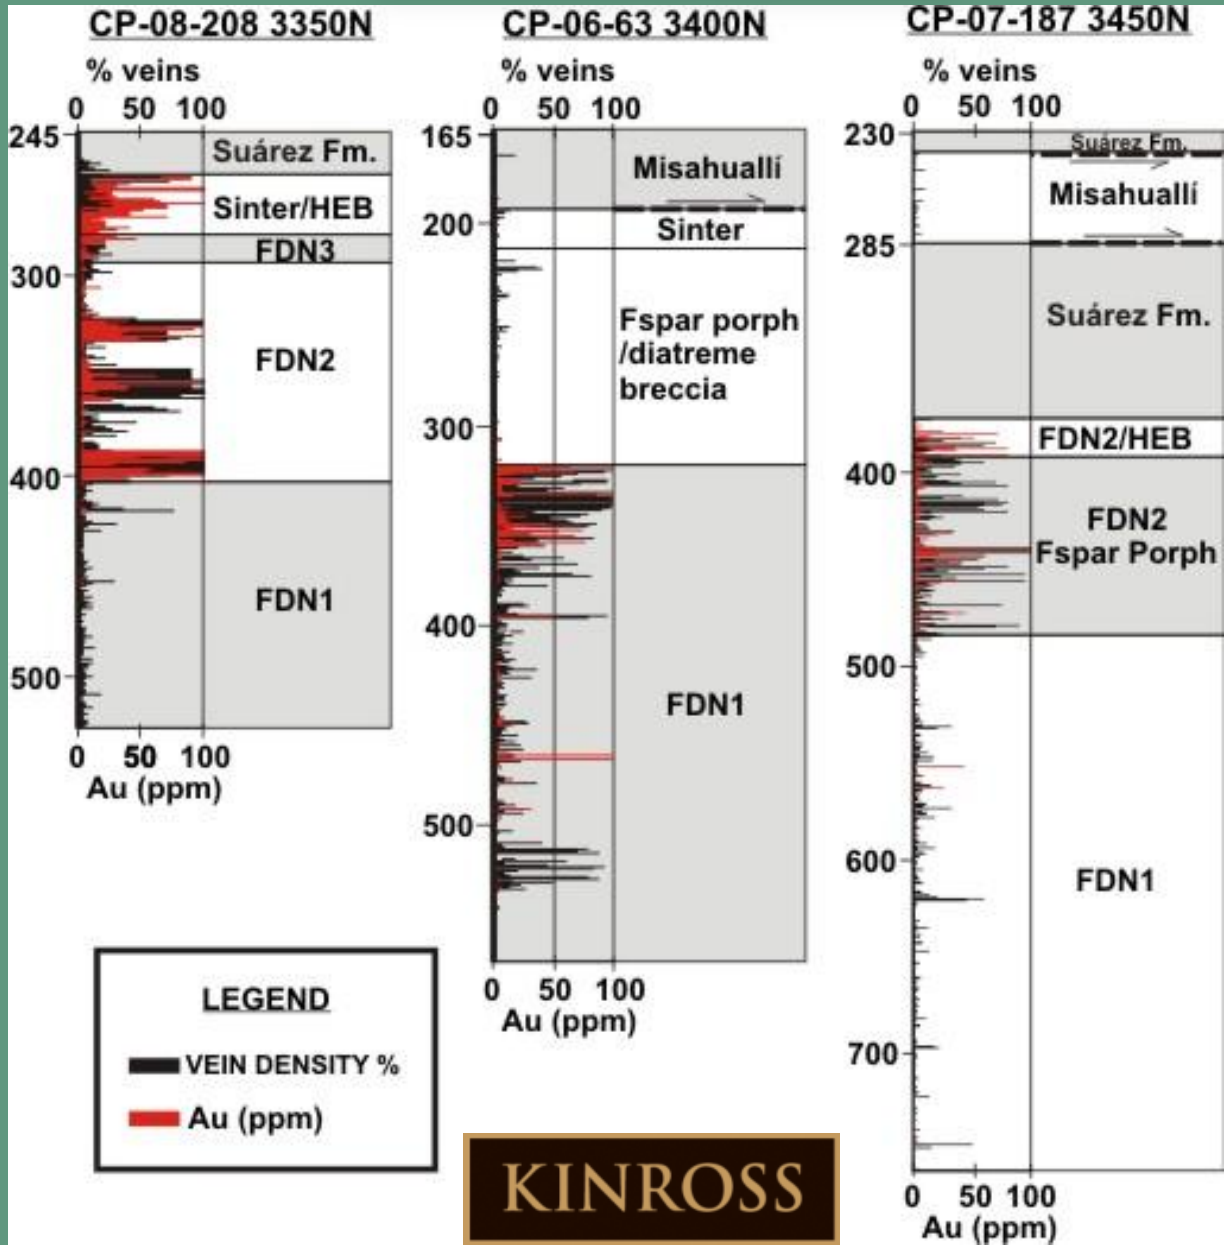 CP-08-208 3350N
% veins
0 50 100
245
Suárez Fm.
Sinter/HEB
FDN3
300
FDN2
400
FDN1
500
0 50 100
Au (ppm)
CP-06-63 3400N
% veins
0 50 100
165
Misahuallí
200
Sinter
Fspar porph
/diatreme
breccia
300
400
FDN1
500
0 50 100
Au (ppm)
CP-07-187 3450N
% veins
0 50 100
230
Suárez Fm.
Misahuallí
285
Suárez Fm.
FDN2/HEB
400
FDN2
Fspar Porph
500
600
FDN1
700
0 50 100
Au (ppm)
LEGEND
VEIN DENSITY %
Au (ppm)
KINROSS